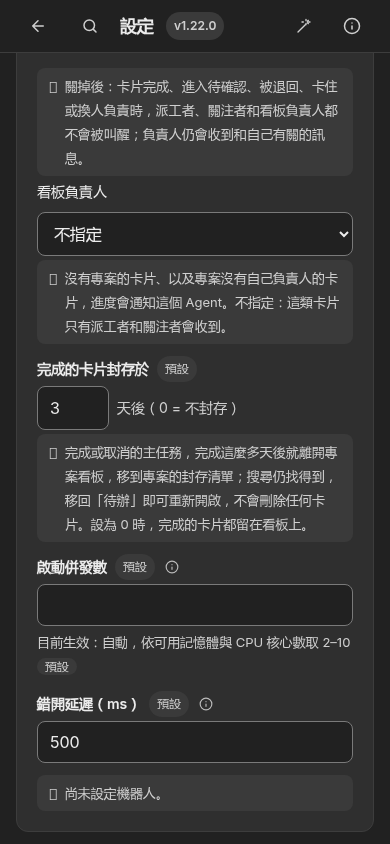 設定 v1.22.0
關掉後：卡片完成、進入待確認、被退回、卡住
或換人負責時，派工者、關注者和看板負責人都
不會被叫醒；負責人仍會收到和自己有關的訊
息。
看板負責人
不指定
沒有專案的卡片、以及專案沒有自己負責人的卡
片，進度會通知這個 Agent。不指定：這類卡片
只有派工者和關注者會收到。
完成的卡片封存於 預設
3 天後（0 = 不封存）
完成或取消的主任務，完成這麼多天後就離開專
案看板，移到專案的封存清單；搜尋仍找得到，
移回「待辦」即可重新開啟，不會刪除任何卡
片。設為 0 時，完成的卡片都留在看板上。
啟動併發數 預設
目前生效：自動，依可用記憶體與 CPU 核心數取 2–10
預設
錯開延遲（ms） 預設
500
尚未設定機器人。